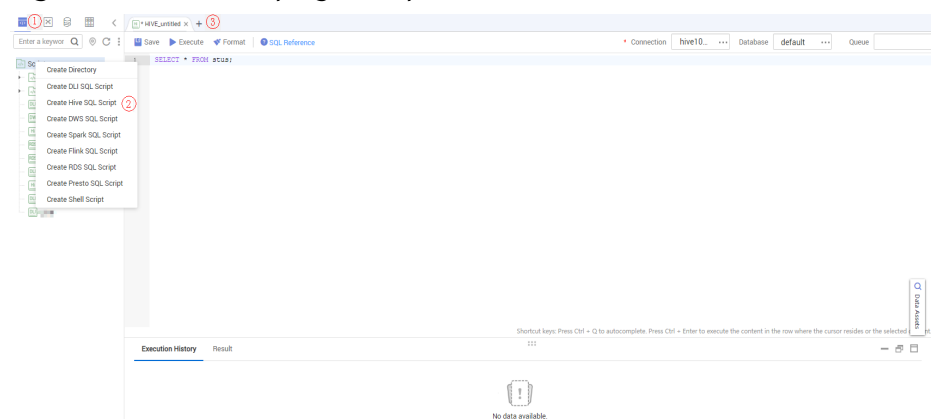 1
* HIVE_untitled × + 3
Enter a keywor
Save Execute Format SQL Reference
* Connection hive10... ... Database default ... Queue
1 SELECT * FROM stus;
Create Directory
Create DLI SQL Script
Create Hive SQL Script 2
Create DWS SQL Script
Create Spark SQL Script
Create Flink SQL Script
Create RDS SQL Script
Create Presto SQL Script
Create Shell Script
Data Assets
Shortcut keys: Press Ctrl + Q to autocomplete. Press Ctrl + Enter to execute the content in the row where the cursor resides or the selected
Execution History Result
No data available.